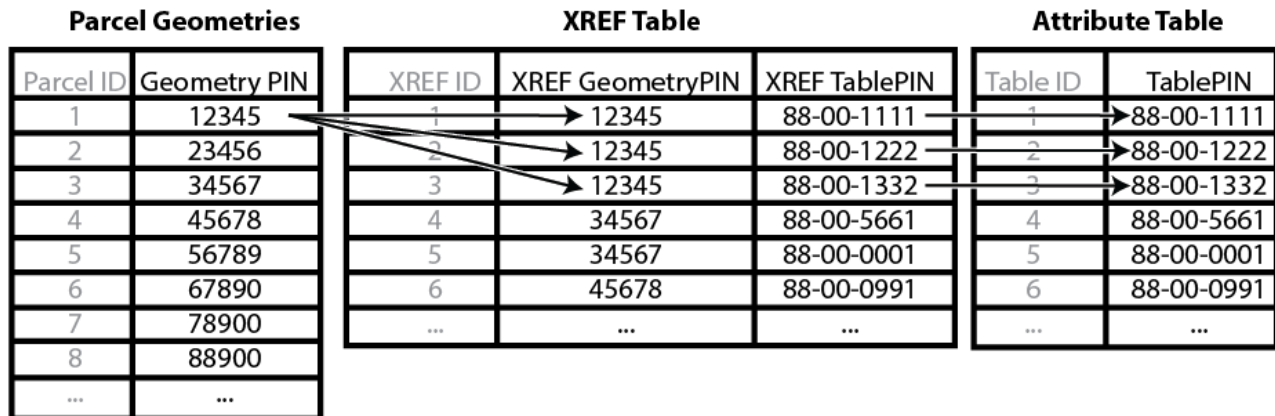 Parcel Geometries XREF Table Attribute Table
Parcel ID Geometry PIN XREF ID XREF GeometryPIN XREF TablePIN Table ID TablePIN
1 12345 1 12345 88-00-1111 1 88-00-1111
2 23456 2 12345 88-00-1222 2 88-00-1222
3 34567 3 12345 88-00-1332 3 88-00-1332
4 45678 4 34567 88-00-5661 4 88-00-5661
5 56789 5 34567 88-00-0001 5 88-00-0001
6 67890 6 45678 88-00-0991 6 88-00-0991
7 78900 ... ... ... ... ...
8 88900
... ...